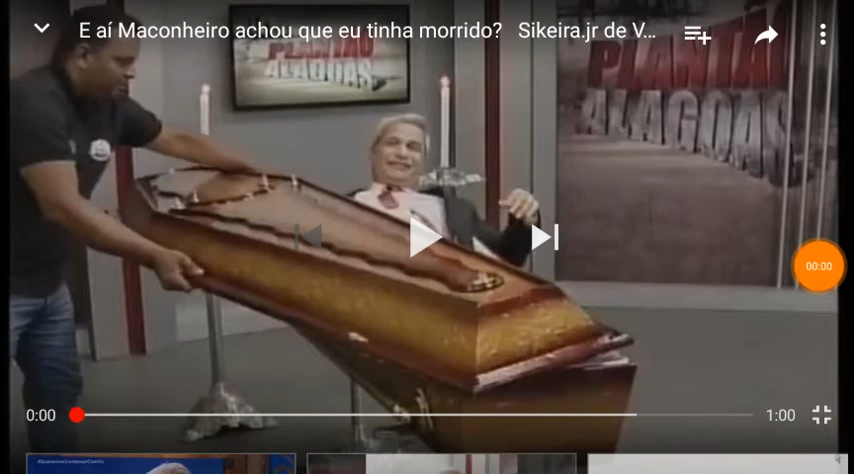 E aí Maconheiro achou que eu tinha morrido? Sikeira.jr de V...
PLANTÃO
ALAGOAS
PLANTÃO
ALAGOAS
00:00
0:00
1:00